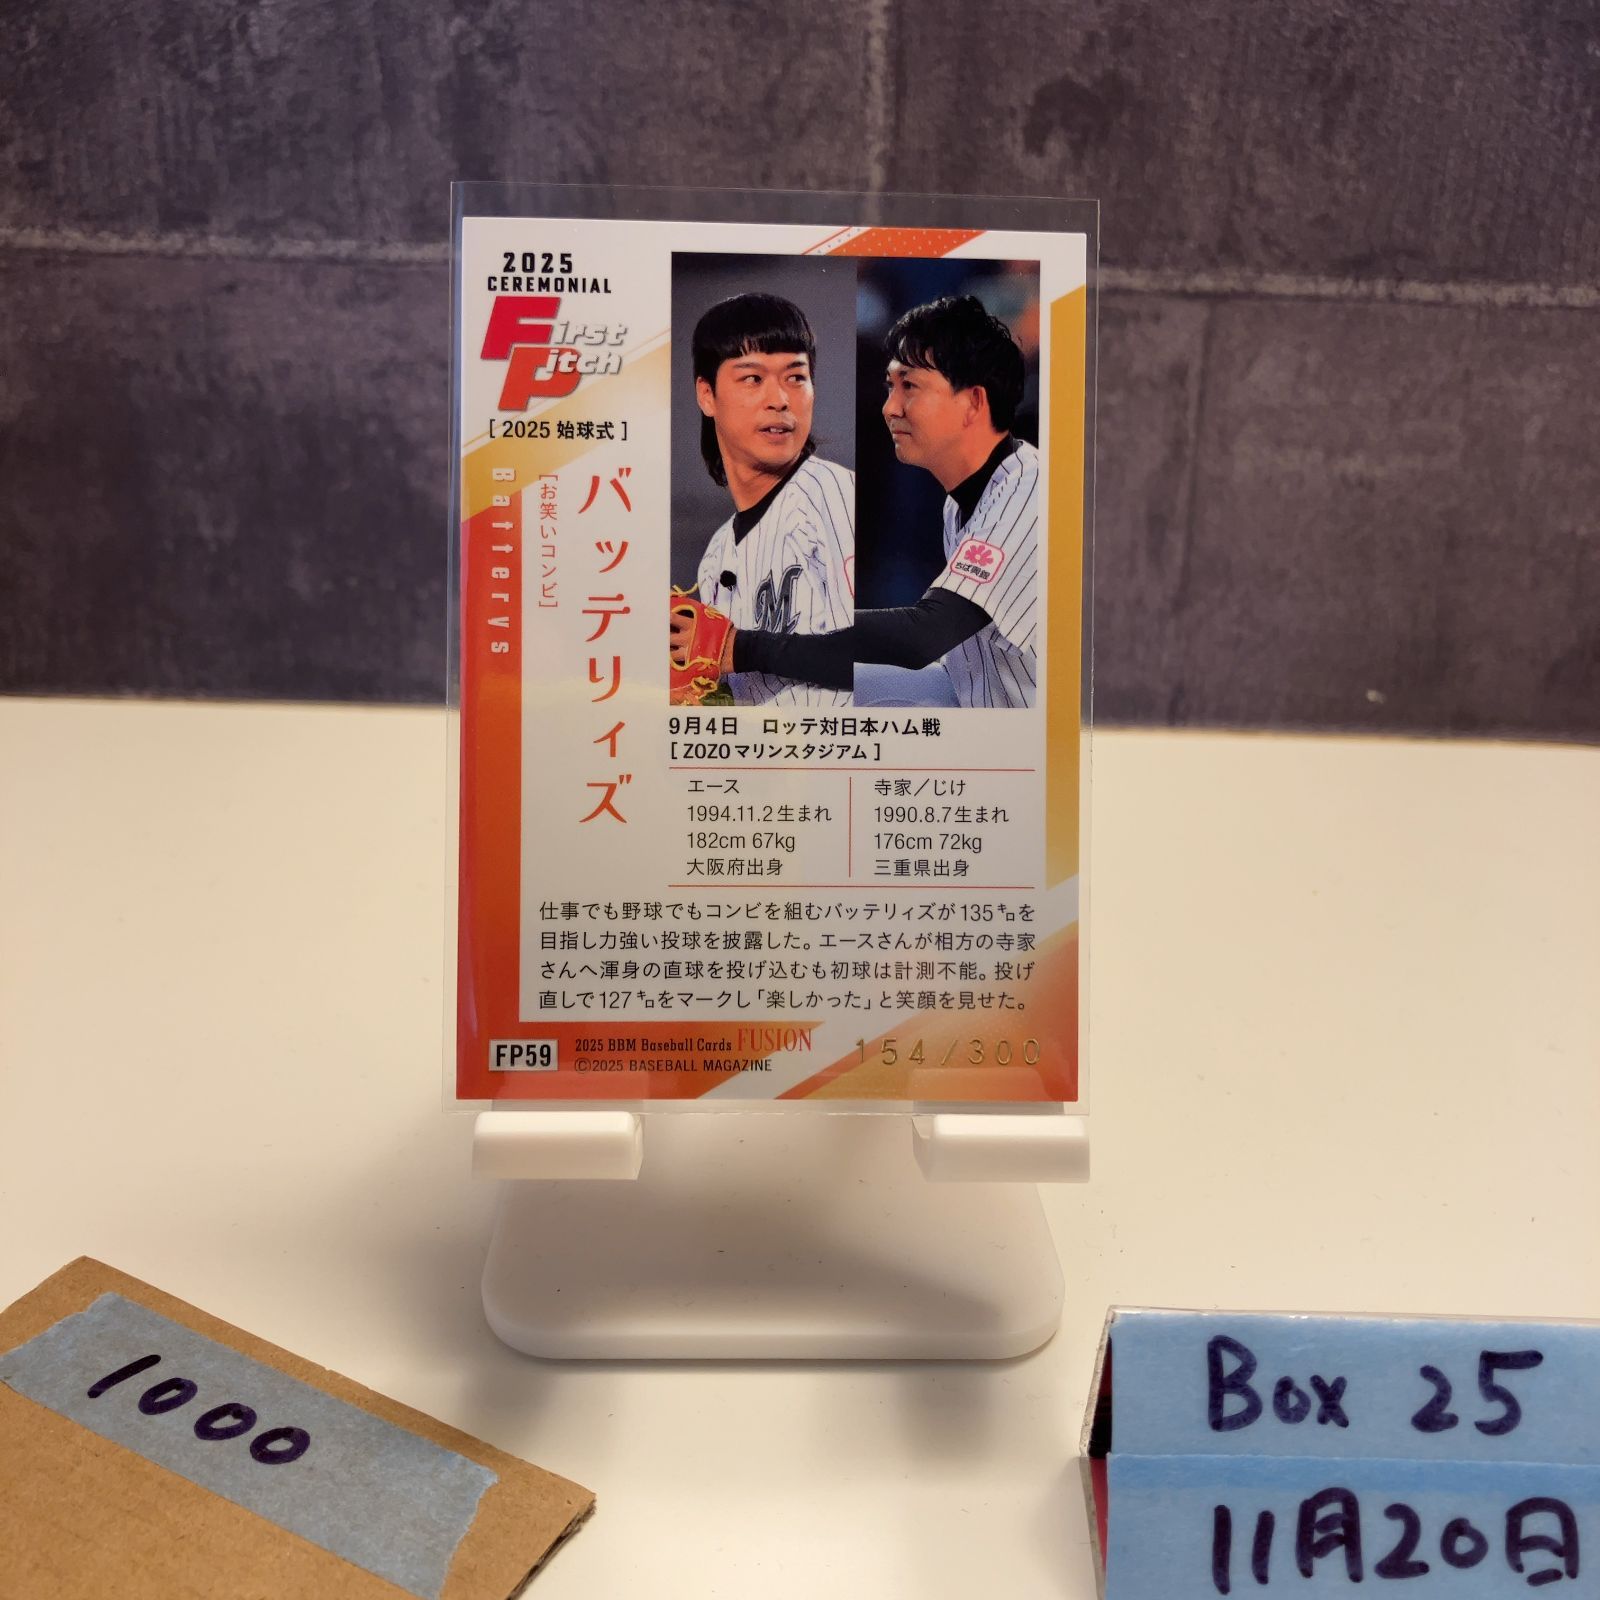 2025
CEREMONIAL
First
Pitch
[ 2025 始球式 ]
Batterys
[お笑いコンビ]
バッテリィズ
M
ちば興銀
9月4日　ロッテ対日本ハム戦
[ ZOZOマリンスタジアム ]
エース
1994.11.2生まれ
182cm 67kg
大阪府出身
寺家／じけ
1990.8.7生まれ
176cm 72kg
三重県出身
仕事でも野球でもコンビを組むバッテリィズが135㌔を
目指し力強い投球を披露した。エースさんが相方の寺家
さんへ渾身の直球を投げ込むも初球は計測不能。投げ
直しで127㌔をマークし「楽しかった」と笑顔を見せた。
FP59
2025 BBM Baseball Cards FUSION
©2025 BASEBALL MAGAZINE
154/300
1000
Box 25
11月20日